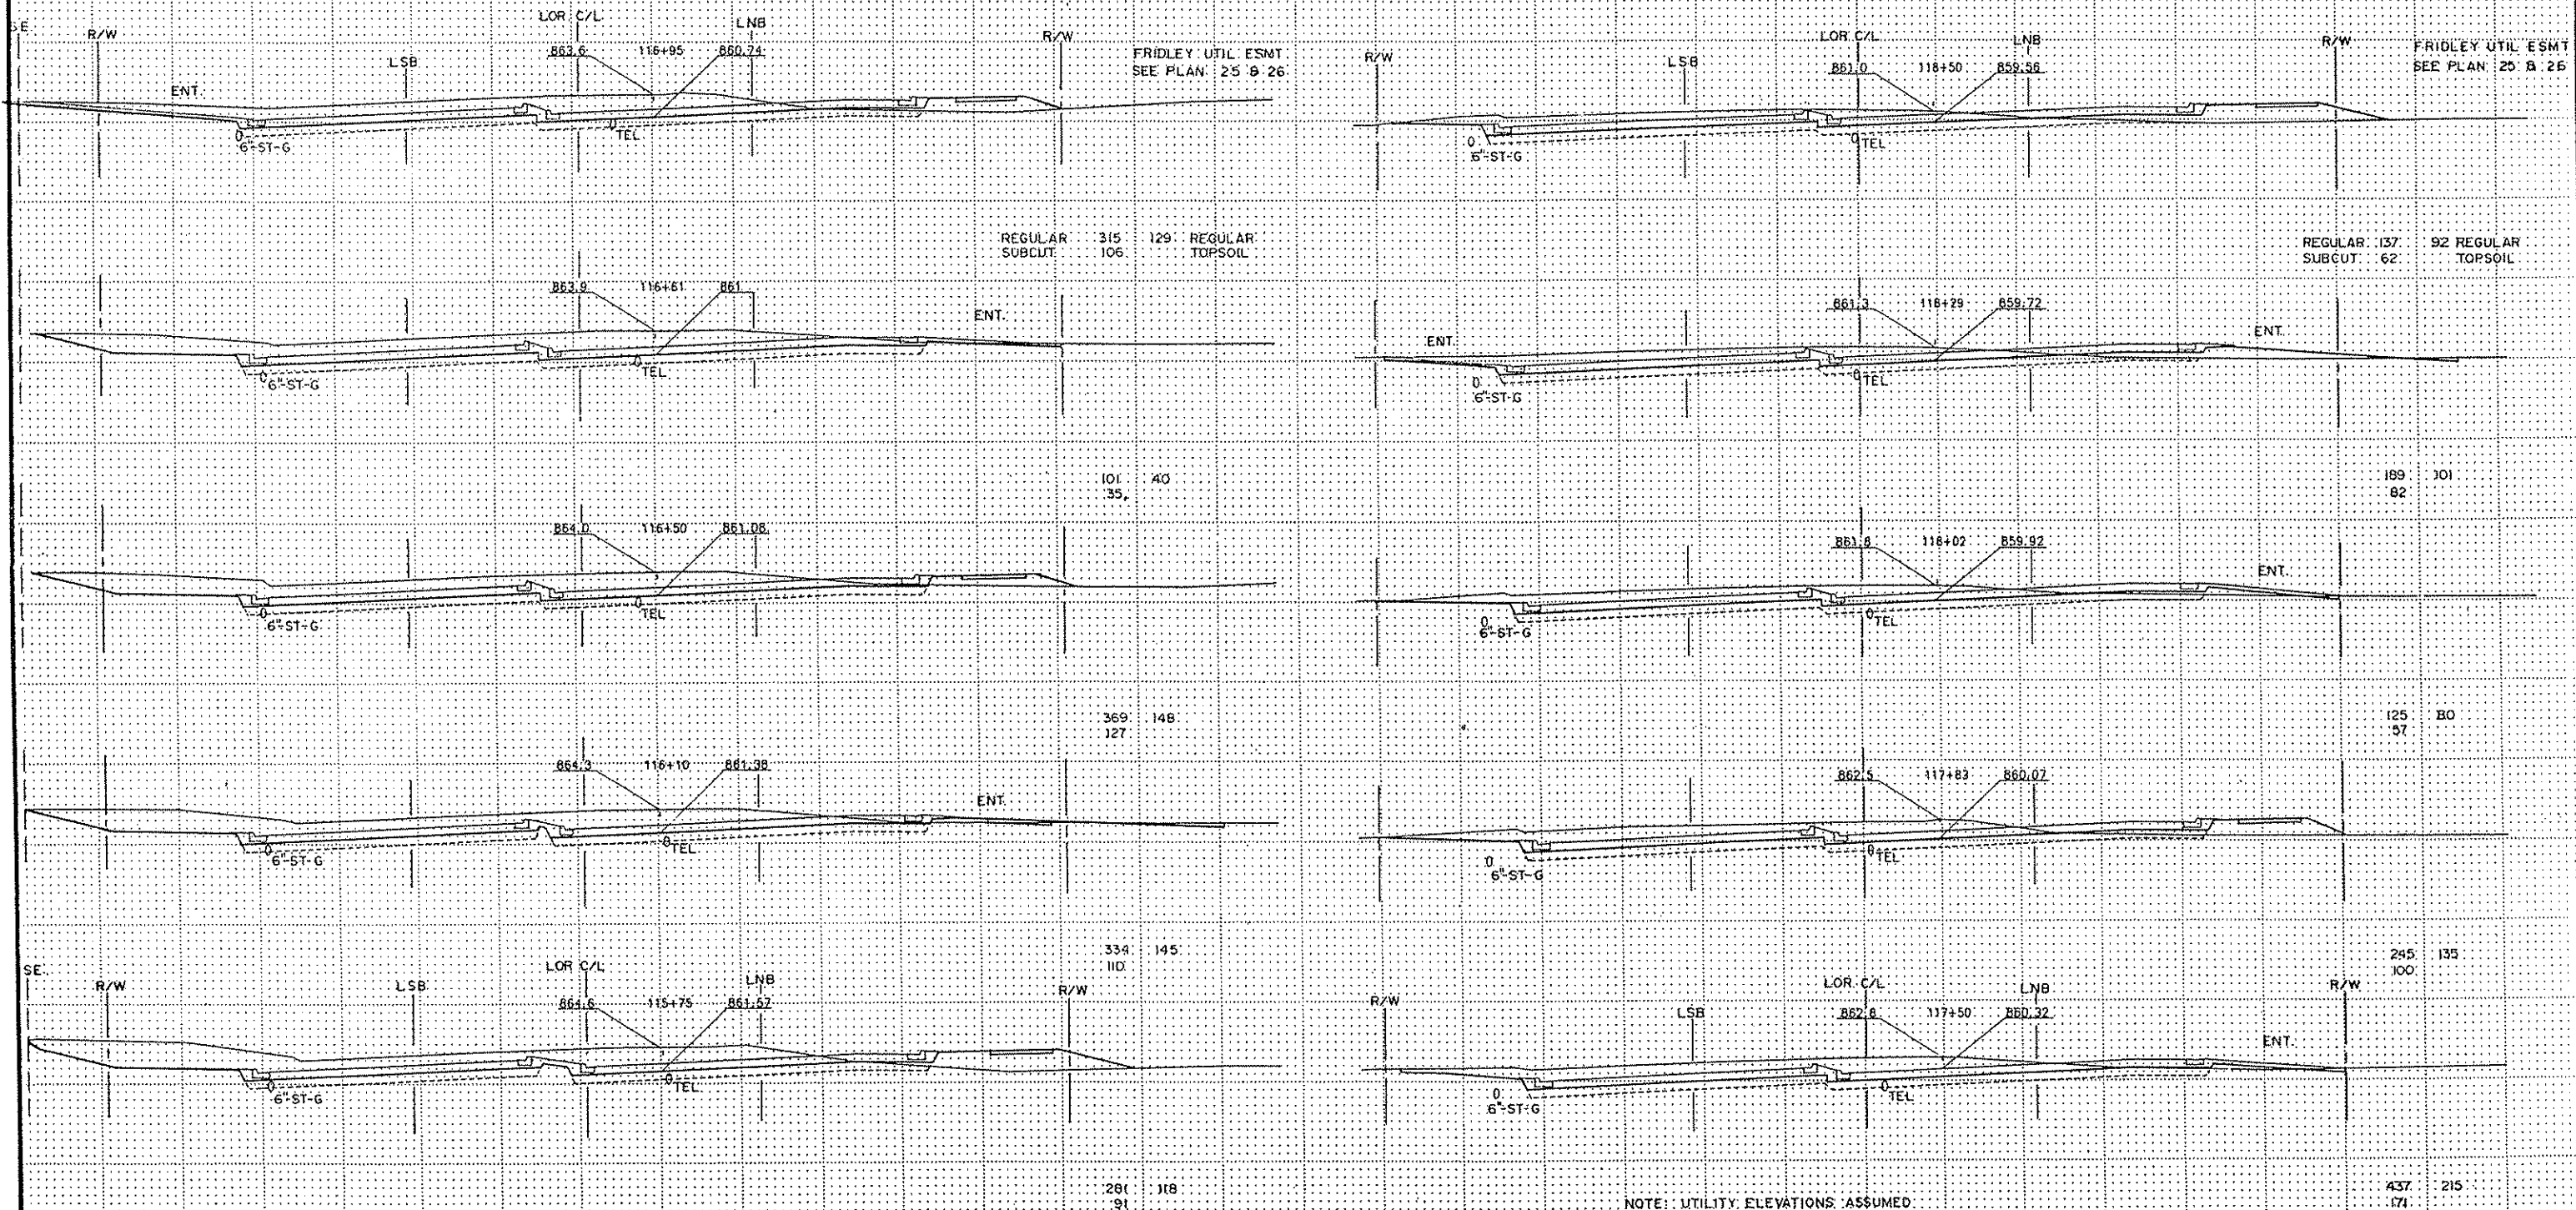 SE.
R/W
LSB
LOR C/L
LNB
863.6 116+95 860.74
R/W
FRIDLEY UTIL ESMT
SEE PLAN 25 & 26
ENT.
6"-ST-G
TEL
REGULAR 315 129 REGULAR
SUBCUT 106 TOPSOIL
863.9 116+61 861
ENT.
6"-ST-G
TEL
101 40
35
864.0 116+50 861.08
6"-ST-G
TEL
369 148
127
864.3 116+10 861.38
ENT.
6"-ST-G
TEL
334 145
110
SE.
R/W
LSB
LOR C/L
LNB
R/W
864.6 115+75 861.57
6"-ST-G
TEL
281 118
91
R/W
LSB
LOR C/L
LNB
R/W
FRIDLEY UTIL ESMT
SEE PLAN 25 & 26
861.0 118+50 859.56
6"-ST-G
TEL
REGULAR 137 92 REGULAR
SUBCUT 62 TOPSOIL
861.3 118+29 859.72
ENT.
ENT.
6"-ST-G
TEL
189 101
82
861.8 118+02 859.92
ENT.
6"-ST-G
TEL
125 80
57
862.5 117+83 860.07
6"-ST-G
TEL
245 135
100
R/W
LSB
LOR C/L
LNB
R/W
862.8 117+50 860.32
ENT.
6"-ST-G
TEL
437 215
171
NOTE: UTILITY ELEVATIONS ASSUMED